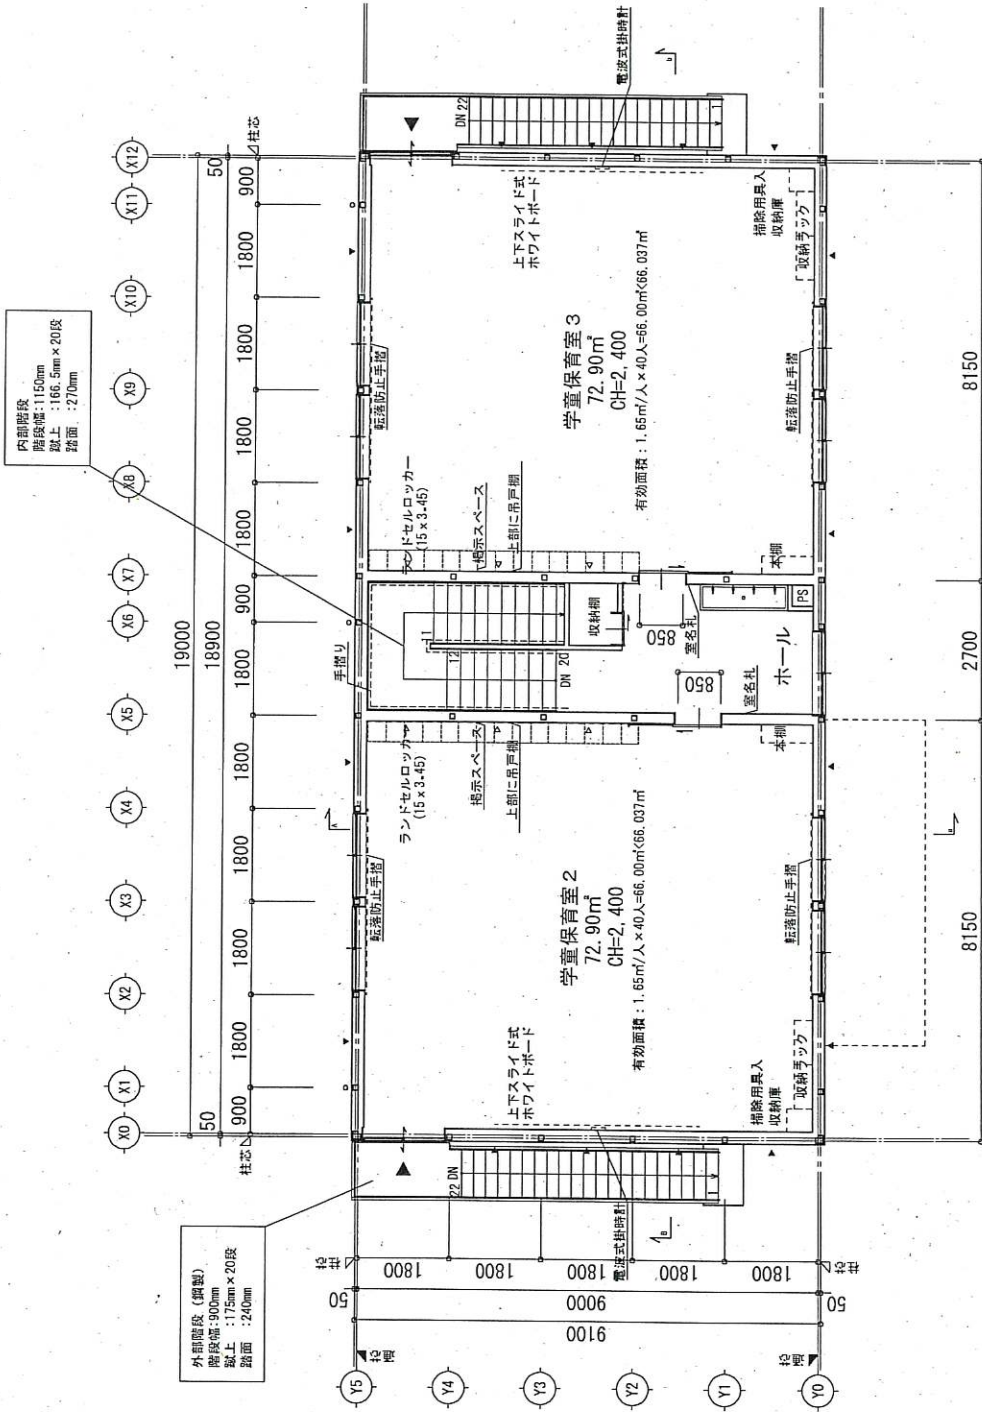 内部階段
階段幅:1150mm
蹴上 :166.5mm×20段
踏面 :270mm
外部階段 (鋼製)
階段幅:900mm
蹴上 :175mm×20段
踏面 :240mm
X0
X1
X2
X3
X4
X5
X6
X7
X8
X9
X10
X11
X12
19000
50
18900
50
柱芯
900
1800
1800
1800
1800
1800
900
1800
1800
1800
1800
900
柱芯
Y5
Y4
Y3
Y2
Y1
Y0
9100
50
9000
50
柱芯
1800
1800
1800
1800
1800
柱芯
22 DN
1
電波式掛時計
B
上下スライド式
ホワイトボード
転落防止手摺
学童保育室2
72.90㎡
CH=2,400
有効面積:1.65㎡/人×40人=66.00㎡<66.037㎡
ランドセルロッカー
(15x3=45)
掲示スペース
上部に吊戸棚
掃除用具入
収納庫
収納ラック
転落防止手摺
本棚
手摺り
11
12
20
DN
収納棚
850
850
室名札
室名札
ホール
PS
ランドセルロッカー
(15x3=45)
掲示スペース
上部に吊戸棚
転落防止手摺
学童保育室3
72.90㎡
CH=2,400
有効面積:1.65㎡/人×40人=66.00㎡<66.037㎡
上下スライド式
ホワイトボード
本棚
転落防止手摺
掃除用具入
収納庫
収納ラック
DN 22
1
電波式掛時計
8150
2700
8150